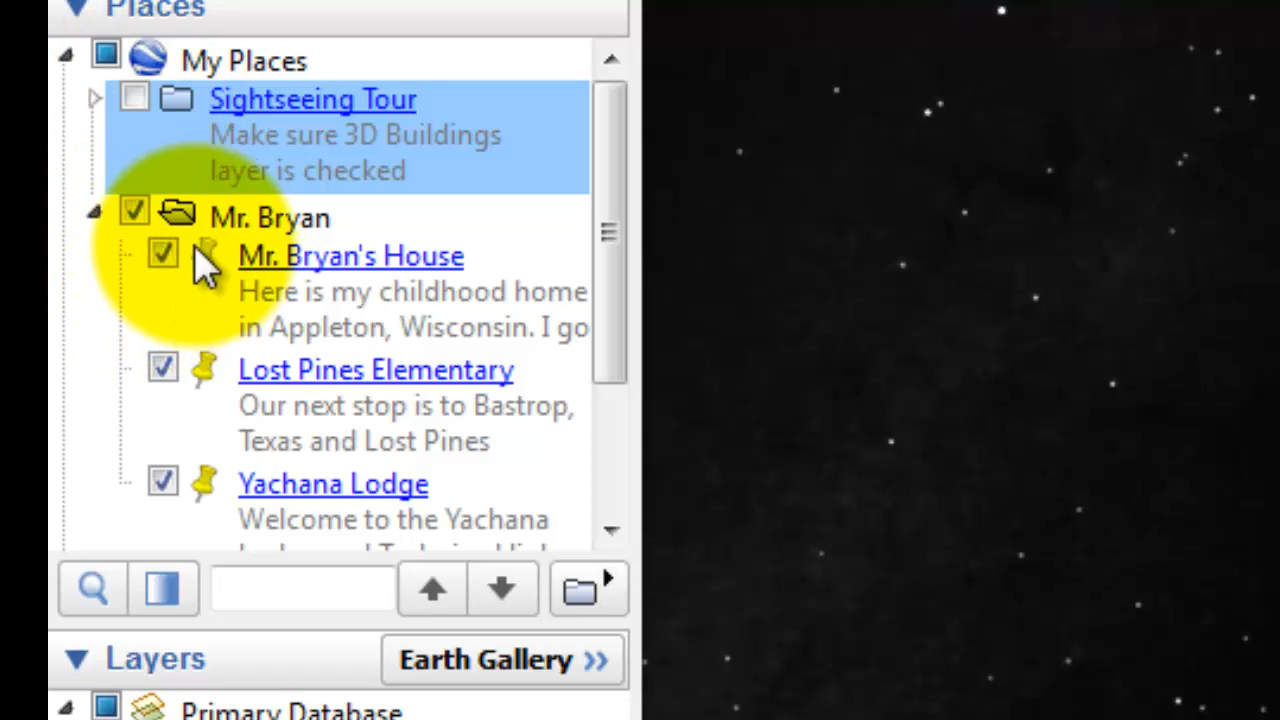 Places
My Places
Sightseeing Tour
Make sure 3D Buildings
layer is checked
Mr. Bryan
Mr. Bryan's House
Here is my childhood home
in Appleton, Wisconsin. I go
Lost Pines Elementary
Our next stop is to Bastrop,
Texas and Lost Pines
Yachana Lodge
Welcome to the Yachana
Layers
Earth Gallery >>
Primary Database